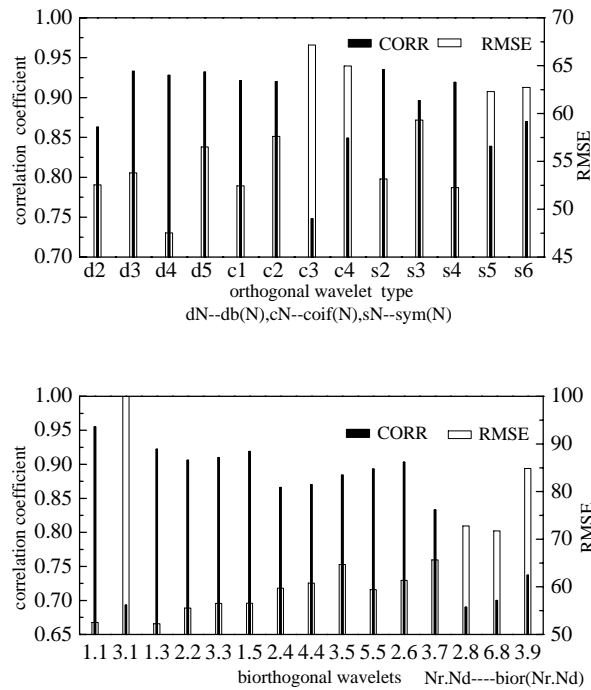 1.00
0.95
0.90
0.85
0.80
0.75
0.70
correlation coefficient
CORR RMSE
70
65
60
55
50
45
RMSE
d2 d3 d4 d5 c1 c2 c3 c4 s2 s3 s4 s5 s6
orthogonal wavelet type
dN--db(N),cN--coif(N),sN--sym(N)
1.00
0.95
0.90
0.85
0.80
0.75
0.70
0.65
correlation coefficient
CORR RMSE
100
90
80
70
60
50
RMSE
1.1 3.1 1.3 2.2 3.3 1.5 2.4 4.4 3.5 5.5 2.6 3.7 2.8 6.8 3.9
biorthogonal wavelets Nr.Nd----bior(Nr.Nd)